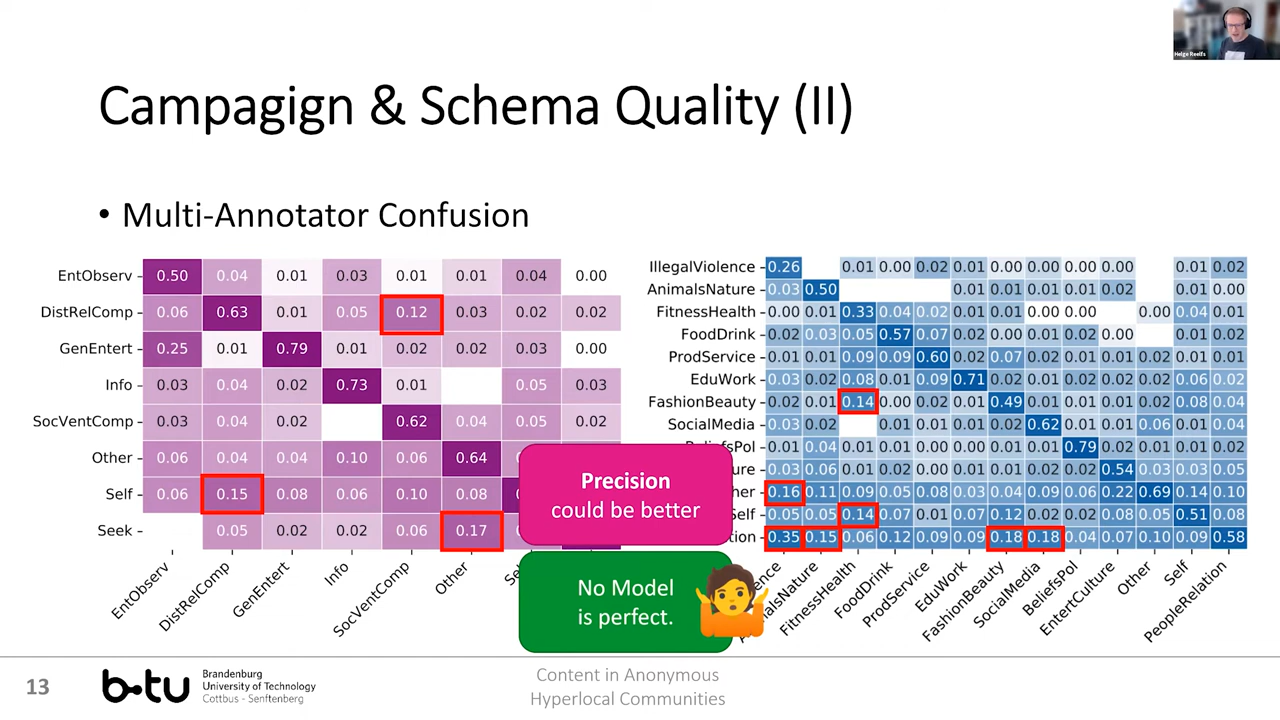 Helge Reelfs
Campagign & Schema Quality (II)
• Multi-Annotator Confusion
EntObserv 0.50 0.04 0.01 0.03 0.01 0.01 0.04 0.00
DistRelComp 0.06 0.63 0.01 0.05 0.12 0.03 0.02 0.02
GenEntert 0.25 0.01 0.79 0.01 0.02 0.02 0.03 0.00
Info 0.03 0.04 0.02 0.73 0.01 0.05 0.03
SocVentComp 0.03 0.04 0.01 0.62 0.04 0.05 0.02
Other 0.06 0.04 0.04 0.10 0.06 0.64
Self 0.06 0.15 0.08 0.06 0.10 0.08
Seek 0.05 0.02 0.02 0.06 0.17
EntObserv
DistRelComp
GenEntert
Info
SocVentComp
Other
IllegalViolence 0.26 0.01 0.00 0.02 0.01 0.00 0.00 0.00 0.00 0.01 0.02
AnimalsNature 0.03 0.50 0.01 0.01 0.01 0.01 0.02 0.01 0.00
FitnessHealth 0.00 0.01 0.33 0.04 0.02 0.01 0.01 0.00 0.00 0.00 0.04 0.01
FoodDrink 0.02 0.03 0.05 0.57 0.07 0.02 0.00 0.01 0.02 0.00 0.01 0.02
ProdService 0.01 0.01 0.09 0.09 0.60 0.02 0.07 0.02 0.01 0.01 0.02 0.01 0.01
EduWork 0.03 0.02 0.08 0.01 0.09 0.71 0.02 0.01 0.02 0.02 0.02 0.06 0.02
FashionBeauty 0.02 0.01 0.14 0.00 0.02 0.01 0.49 0.01 0.01 0.01 0.02 0.08 0.04
SocialMedia 0.03 0.02 0.01 0.01 0.01 0.02 0.62 0.01 0.01 0.06 0.01 0.04
BeliefsPol 0.01 0.04 0.01 0.01 0.00 0.00 0.01 0.01 0.79 0.02 0.01 0.01 0.02
ure 0.03 0.06 0.01 0.02 0.00 0.01 0.01 0.02 0.02 0.54 0.03 0.03 0.05
her 0.16 0.11 0.09 0.05 0.08 0.03 0.04 0.09 0.06 0.22 0.69 0.14 0.10
Self 0.05 0.05 0.14 0.07 0.01 0.07 0.12 0.02 0.02 0.08 0.05 0.51 0.08
tion 0.35 0.15 0.06 0.12 0.09 0.09 0.18 0.18 0.04 0.07 0.10 0.09 0.58
FitnessHealth
FoodDrink
ProdService
EduWork
FashionBeauty
SocialMedia
BeliefsPol
EntertCulture
Other
Self
PeopleRelation
Precision
could be better
No Model
is perfect.
13
b-tu
Brandenburg
University of Technology
Cottbus - Senftenberg
Content in Anonymous
Hyperlocal Communities